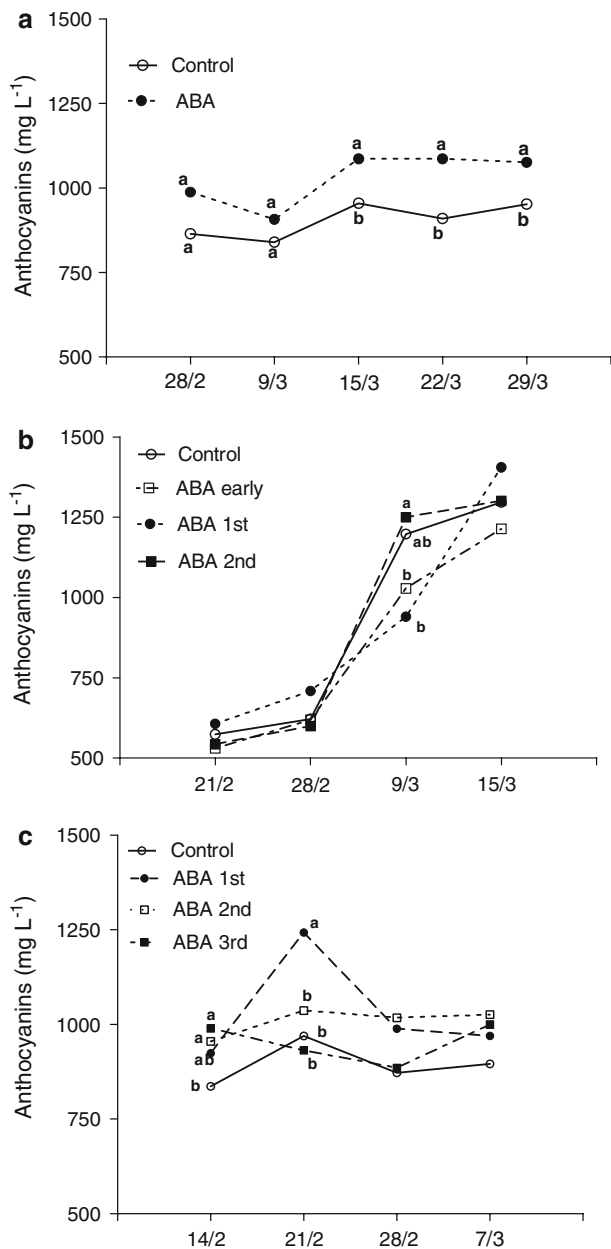 a
1500
Control
ABA
1250
1000
750
500
Anthocyanins (mg L-1)
a
a
a
a
a
a
a
b
b
b
28/2
9/3
15/3
22/3
29/3
b
1500
Control
ABA early
ABA 1st
ABA 2nd
1250
1000
750
500
Anthocyanins (mg L-1)
a
ab
b
b
21/2
28/2
9/3
15/3
c
1500
Control
ABA 1st
ABA 2nd
ABA 3rd
1250
1000
750
500
Anthocyanins (mg L-1)
a
a
b
a
b
ab
b
b
14/2
21/2
28/2
7/3